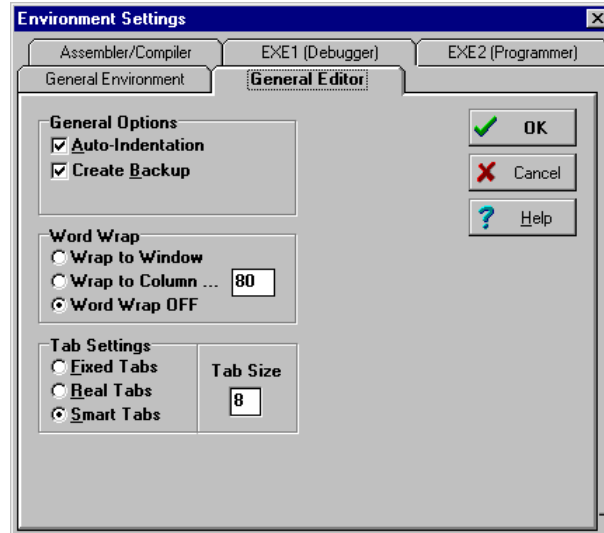 Environment Settings
Assembler/Compiler EXE1 (Debugger) EXE2 (Programmer)
General Environment General Editor
General Options
Auto-Indentation
Create Backup
OK
Cancel
Help
Word Wrap
Wrap to Window
Wrap to Column ... 80
Word Wrap OFF
Tab Settings
Fixed Tabs
Real Tabs
Smart Tabs
Tab Size
8